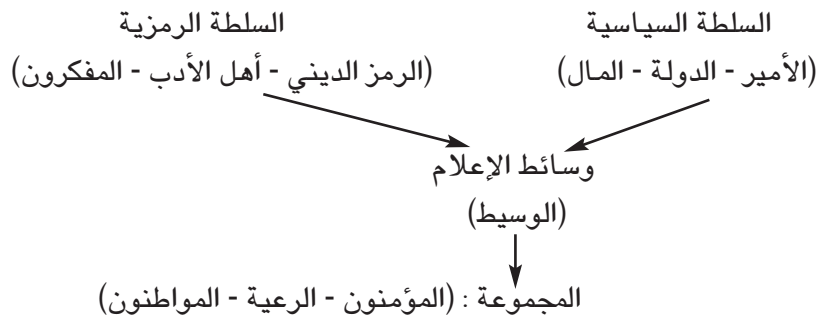 السلطة السياسية
السلطة الرمزية
(الأمير - الدولة - المال)
(الرمز الديني - أهل الأدب - المفكرون)
وسائط الإعلام
(الوسيط)
المجموعة : (المؤمنون - الرعية - المواطنون)